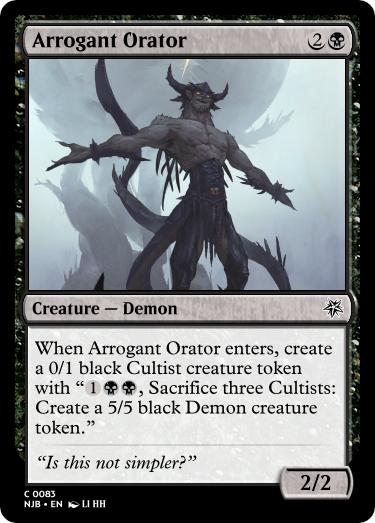 Arrogant Orator 2
Creature — Demon
When Arrogant Orator enters, create
a 0/1 black Cultist creature token
with “1, Sacrifice three Cultists:
Create a 5/5 black Demon creature
token.”
“Is this not simpler?”
2/2
C 0083
NJB • EN LI HH